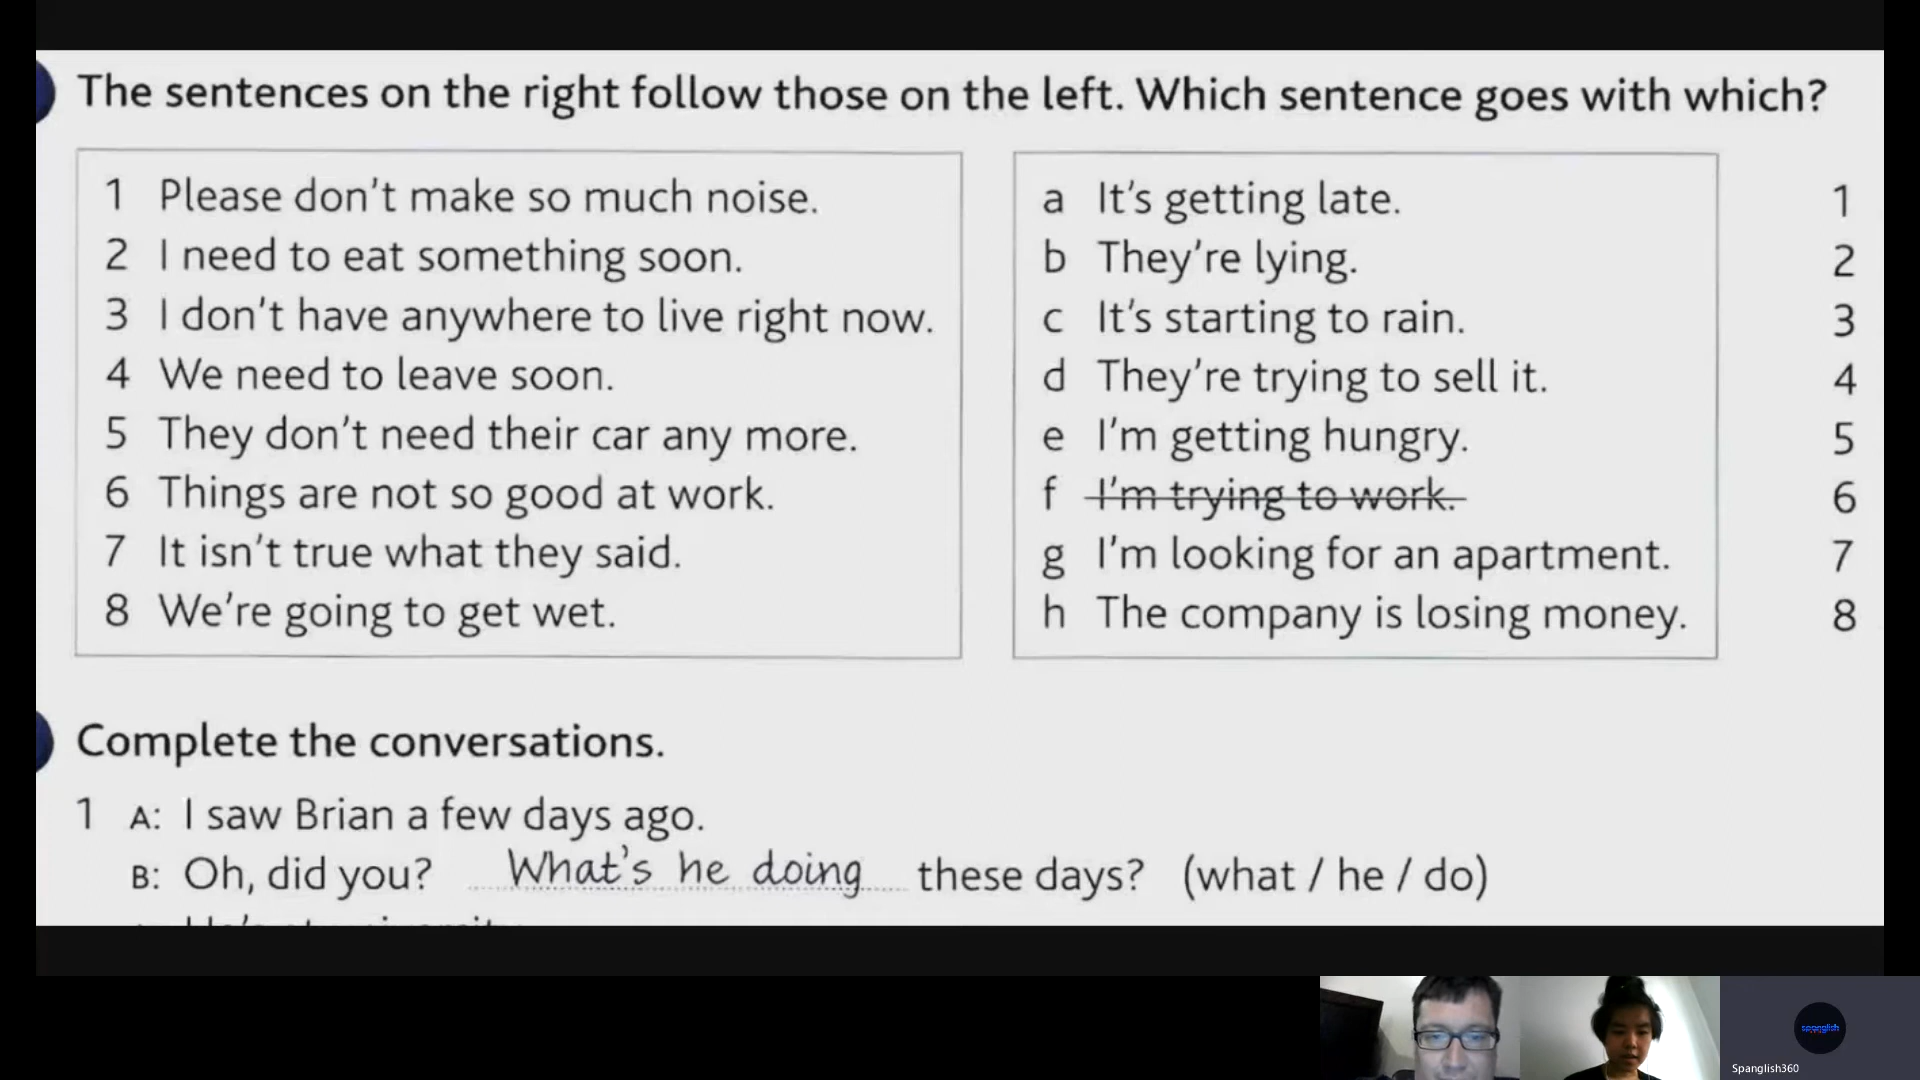 The sentences on the right follow those on the left. Which sentence goes with which?
1 Please don't make so much noise.
2 I need to eat something soon.
3 I don't have anywhere to live right now.
4 We need to leave soon.
5 They don't need their car any more.
6 Things are not so good at work.
7 It isn't true what they said.
8 We're going to get wet.
a It's getting late.
b They're lying.
c It's starting to rain.
d They're trying to sell it.
e I'm getting hungry.
f I'm trying to work.
g I'm looking for an apartment.
h The company is losing money.
1
2
3
4
5
6
7
8
Complete the conversations.
1 A: I saw Brian a few days ago.
B: Oh, did you? What's he doing these days? (what / he / do)
spanglish
Spanglish360